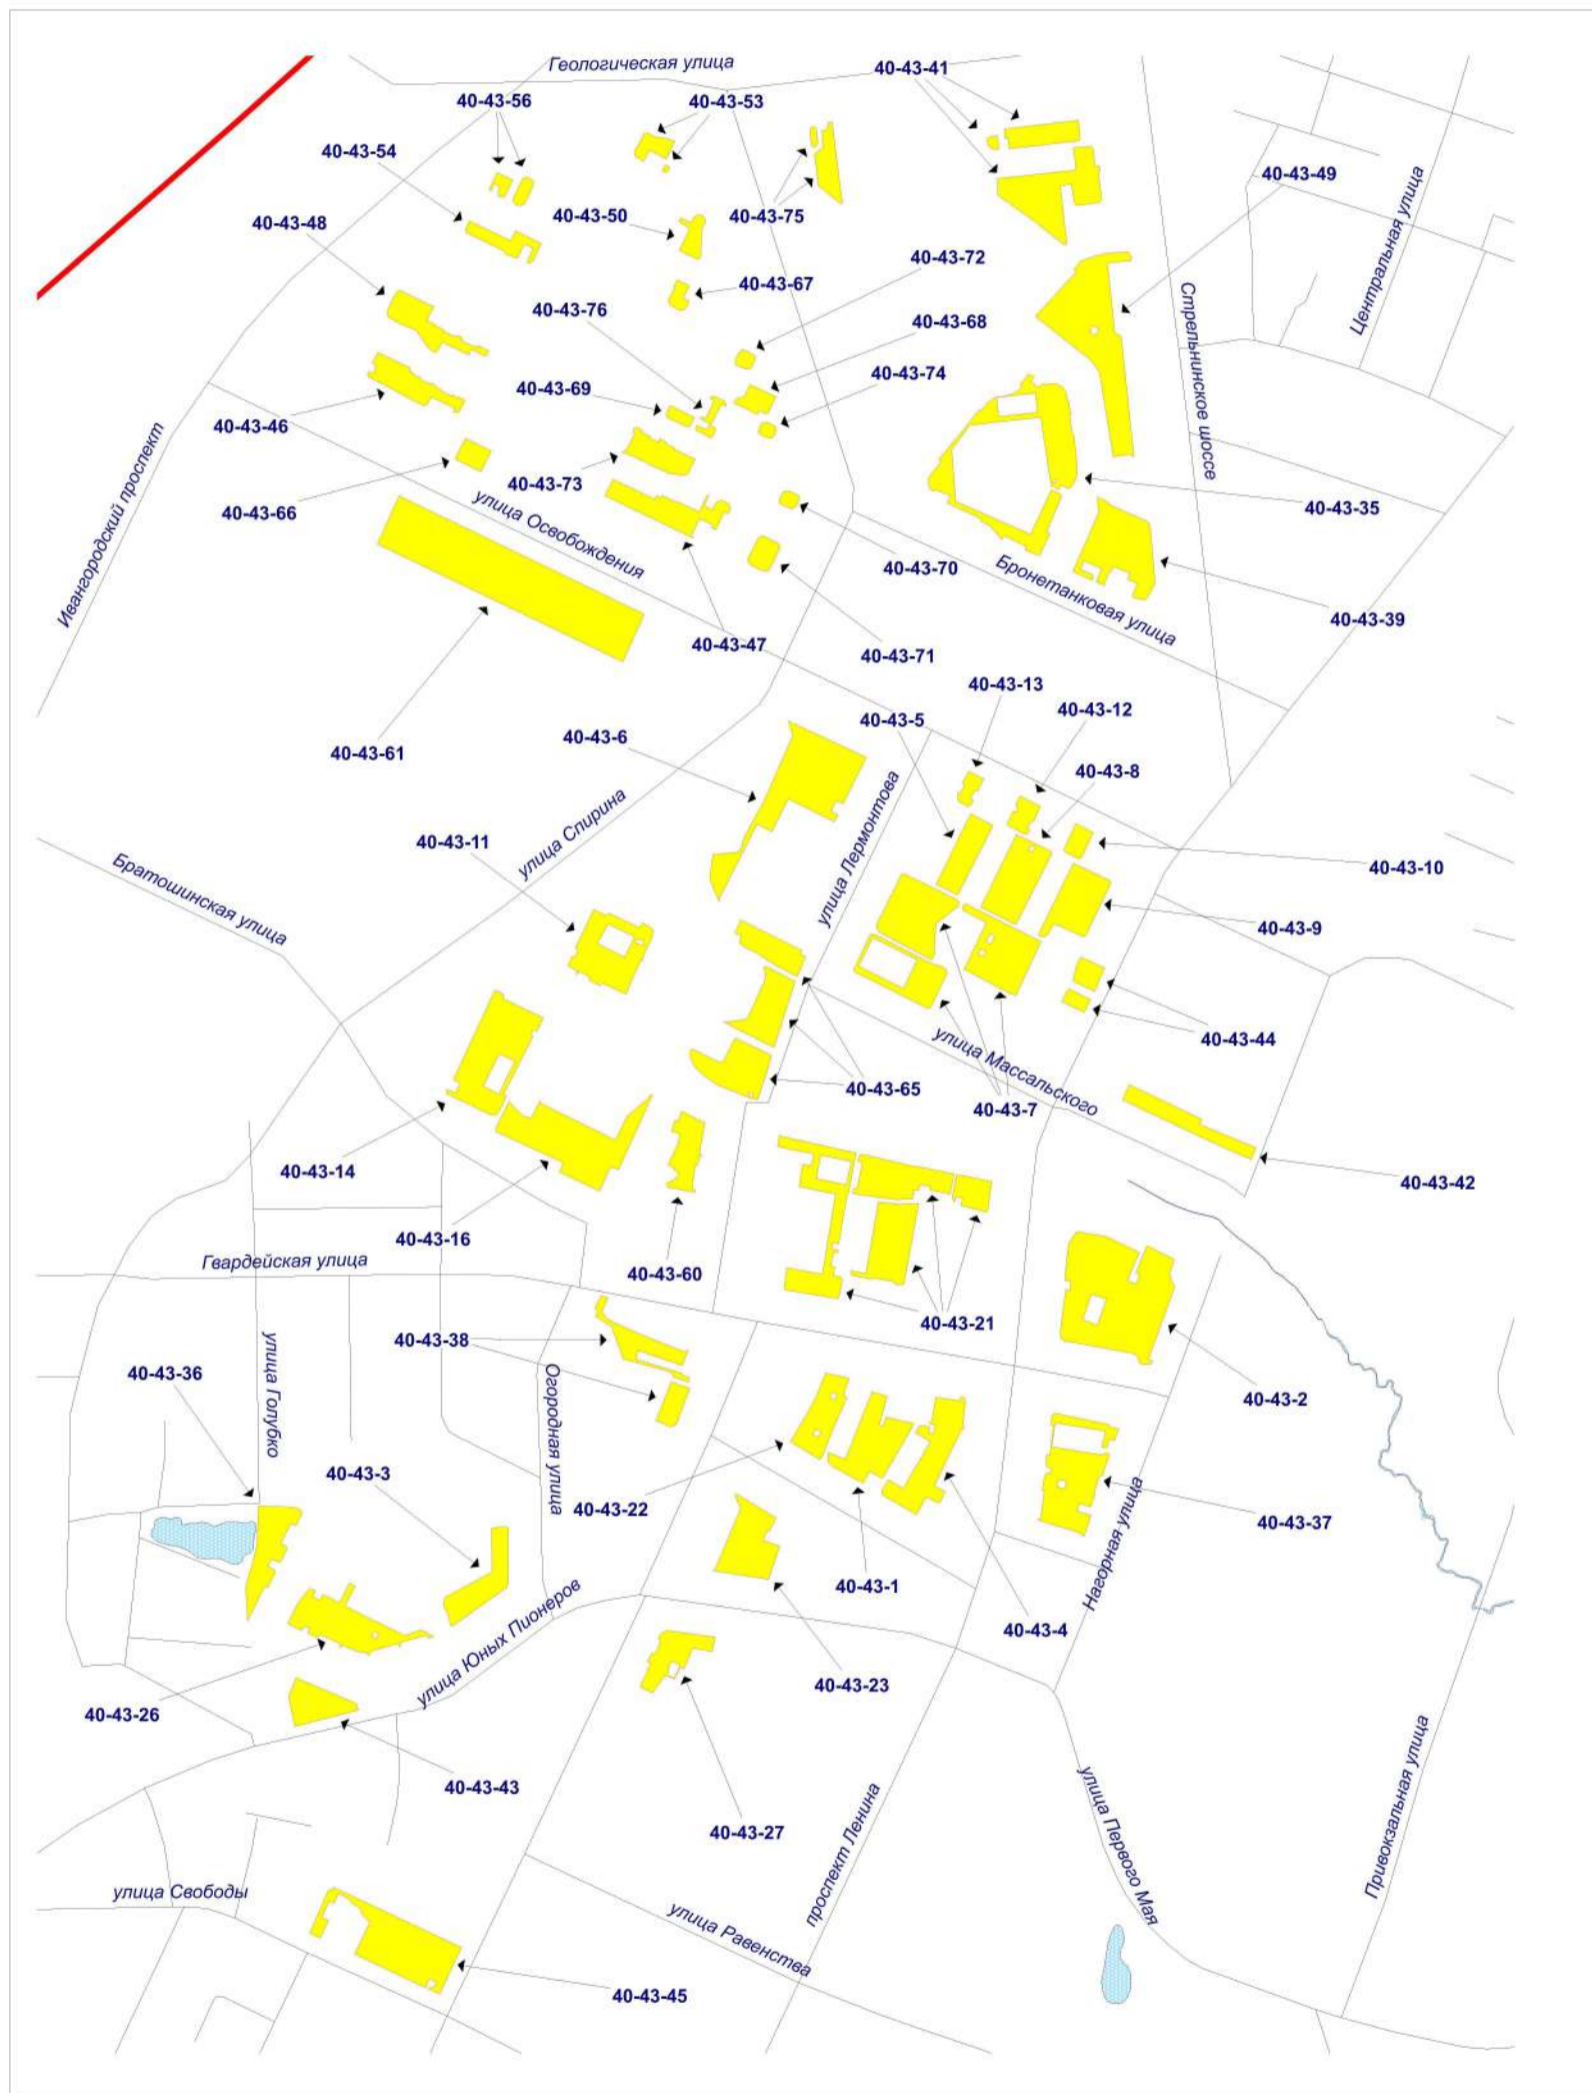 Геологическая улица
40-43-41
40-43-56
40-43-53
40-43-54
40-43-49
40-43-48
40-43-50
40-43-75
Центральная улица
40-43-72
40-43-67
40-43-76
40-43-68
Стрельнинское шоссе
40-43-74
40-43-69
40-43-46
Ивангородский проспект
40-43-73
40-43-66
улица Освобождения
40-43-35
40-43-70
Бронетанковая улица
40-43-39
40-43-47
40-43-71
40-43-13
40-43-12
40-43-5
40-43-6
40-43-61
40-43-8
улица Лермонтова
улица Спирина
40-43-11
40-43-10
Братошинская улица
40-43-9
40-43-44
улица Массальского
40-43-65
40-43-7
40-43-14
40-43-42
40-43-16
Гвардейская улица
40-43-60
40-43-21
40-43-38
40-43-36
улица Голубко
Огородная улица
40-43-2
40-43-3
40-43-22
40-43-37
Нагорная улица
40-43-1
40-43-4
улица Юных Пионеров
40-43-23
40-43-26
40-43-43
40-43-27
проспект Ленина
улица Первого Мая
Привокзальная улица
улица Свободы
улица Равенства
40-43-45